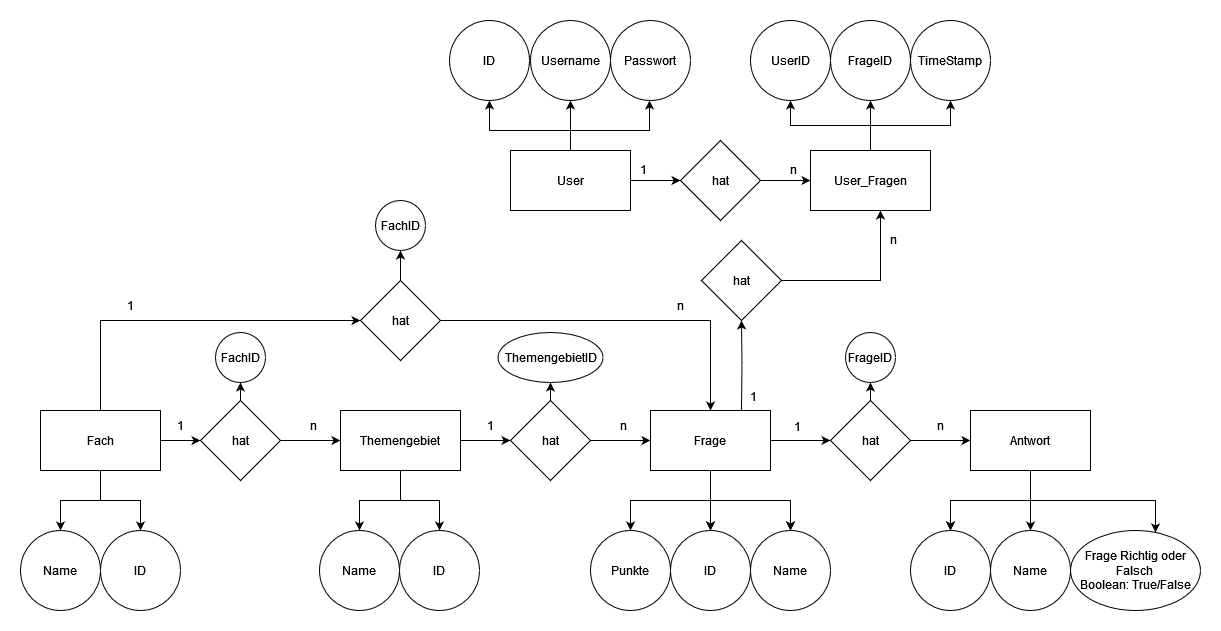 ID
Username
Passwort
UserID
FrageID
TimeStamp
User
1
hat
n
User_Fragen
FachID
hat
n
1
hat
n
FachID
ThemengebietID
FrageID
1
Fach
1
hat
n
Themengebiet
1
hat
n
Frage
1
hat
n
Antwort
Name
ID
Name
ID
Punkte
ID
Name
ID
Name
Frage Richtig oder
Falsch
Boolean: True/False